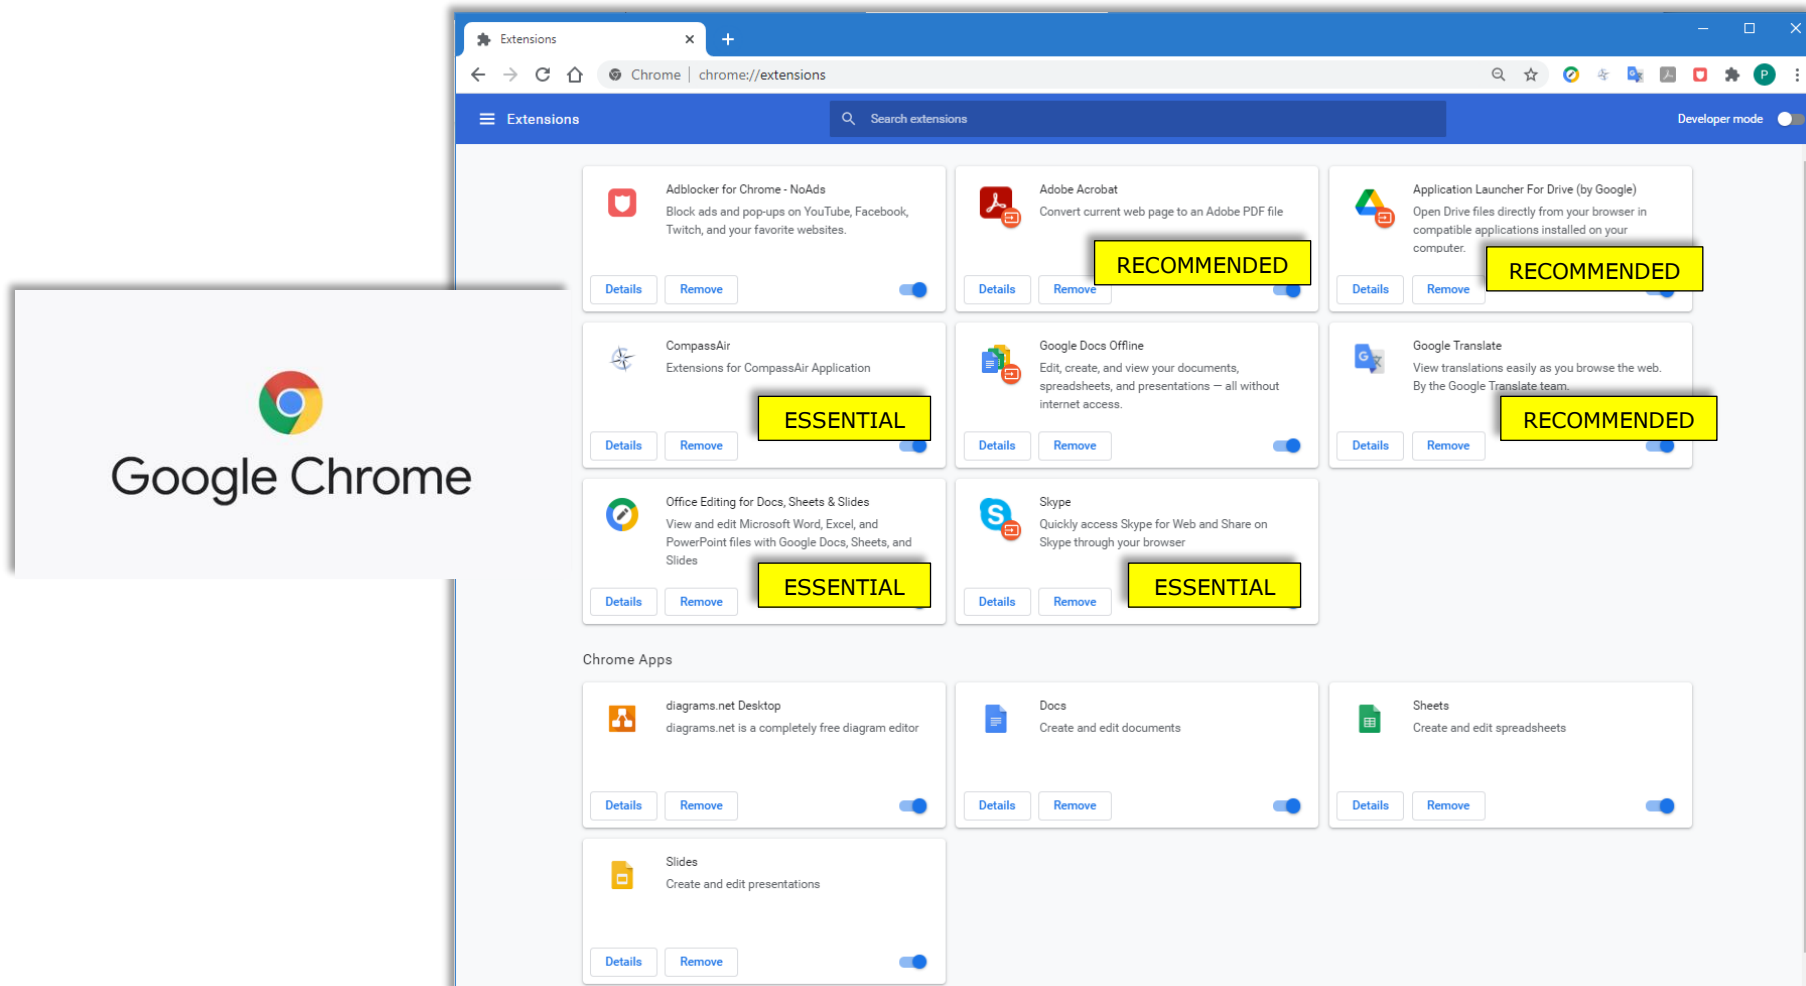 Extensions
Chrome | chrome://extensions
P
Extensions
Search extensions
Developer mode
Adblocker for Chrome - NoAds
Block ads and pop-ups on YouTube, Facebook,
Twitch, and your favorite websites.
Details
Remove
Adobe Acrobat
Convert current web page to an Adobe PDF file
RECOMMENDED
Details
Remove
Application Launcher For Drive (by Google)
Open Drive files directly from your browser in
compatible applications installed on your
computer.
RECOMMENDED
Details
Remove
Google Chrome
CompassAir
Extensions for CompassAir Application
ESSENTIAL
Details
Remove
Google Docs Offline
Edit, create, and view your documents,
spreadsheets, and presentations — all without
internet access.
Details
Remove
Google Translate
View translations easily as you browse the web.
By the Google Translate team.
RECOMMENDED
Details
Remove
Office Editing for Docs, Sheets & Slides
View and edit Microsoft Word, Excel, and
PowerPoint files with Google Docs, Sheets, and
Slides
ESSENTIAL
Details
Remove
Skype
Quickly access Skype for Web and Share on
Skype through your browser
ESSENTIAL
Details
Remove
Chrome Apps
diagrams.net Desktop
diagrams.net is a completely free diagram editor
Details
Remove
Docs
Create and edit documents
Details
Remove
Sheets
Create and edit spreadsheets
Details
Remove
Slides
Create and edit presentations
Details
Remove